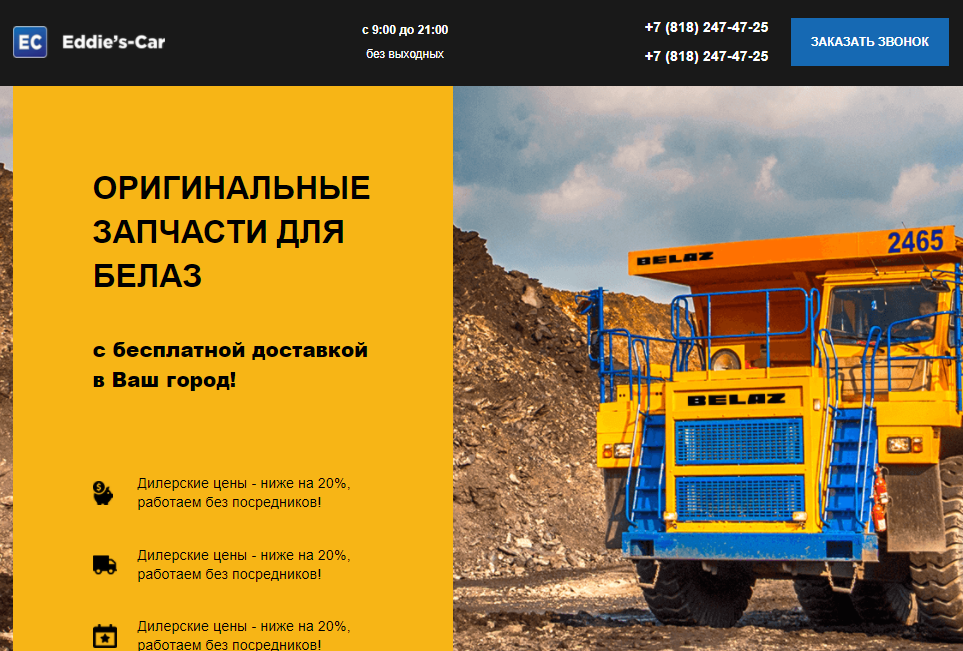 EC Eddie's-Car
с 9:00 до 21:00
без выходных
+7 (818) 247-47-25
+7 (818) 247-47-25
ЗАКАЗАТЬ ЗВОНОК
ОРИГИНАЛЬНЫЕ
ЗАПЧАСТИ ДЛЯ
БЕЛАЗ
с бесплатной доставкой
в Ваш город!
Дилерские цены - ниже на 20%,
работаем без посредников!
Дилерские цены - ниже на 20%,
работаем без посредников!
Дилерские цены - ниже на 20%,
работаем без посредников!
2465
BELAZ
BELAZ